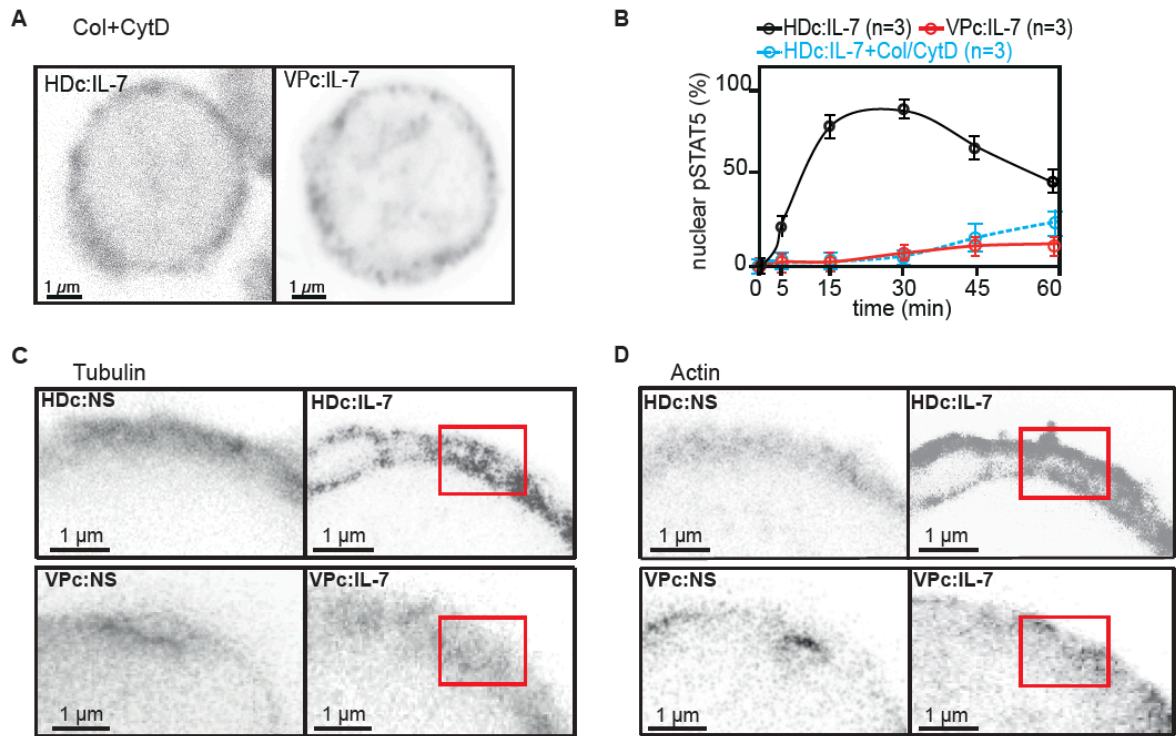 A
Col+CytD
HDc:IL-7
VPc:IL-7
1 μm
1 μm
B
HDc:IL-7 (n=3) VPc:IL-7 (n=3)
HDc:IL-7+Col/CytD (n=3)
nuclear pSTAT5 (%)
100
50
0
0 5 15 30 45 60
time (min)
C
Tubulin
HDc:NS
HDc:IL-7
1 μm
1 μm
VPc:NS
VPc:IL-7
1 μm
1 μm
D
Actin
HDc:NS
HDc:IL-7
1 μm
1 μm
VPc:NS
VPc:IL-7
1 μm
1 μm